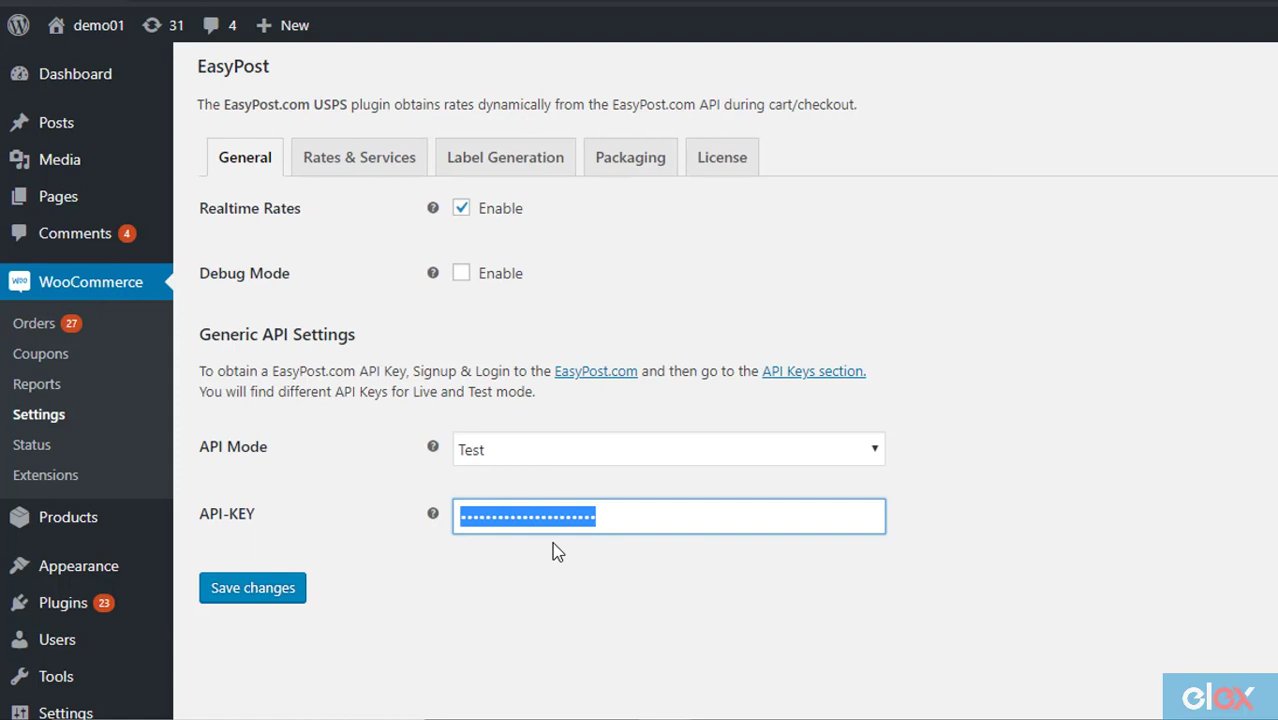 demo01 31 4 New
Dashboard
Posts
Media
Pages
Comments 4
WooCommerce
Orders 27
Coupons
Reports
Settings
Status
Extensions
Products
Appearance
Plugins 23
Users
Tools
Settings
EasyPost
The EasyPost.com USPS plugin obtains rates dynamically from the EasyPost.com API during cart/checkout.
General Rates & Services Label Generation Packaging License
Realtime Rates ? Enable
Debug Mode ? Enable
Generic API Settings
To obtain a EasyPost.com API Key, Signup & Login to the EasyPost.com and then go to the API Keys section.
You will find different API Keys for Live and Test mode.
API Mode ? Test
API-KEY ? ••••••••••••••••••••••
Save changes
elex